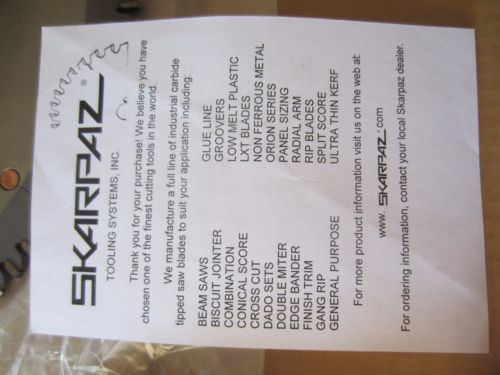 SKARPAZ®
TOOLING SYSTEMS, INC.
Thank you for your purchase! We believe you have
chosen one of the finest cutting tools in the world.
We manufacture a full line of industrial carbide
tipped saw blades to suit your application including:
BEAM SAWS GLUE LINE
BISCUIT JOINTER GROOVERS
COMBINATION LOW MELT PLASTIC
CONICAL SCORE LXT BLADES
CROSS CUT NON FERROUS METAL
DADO SETS ORION SERIES
DOUBLE MITER PANEL SIZING
EDGE BANDER RADIAL ARM
FINISH TRIM RIP BLADES
GANG RIP SPLIT SCORE
GENERAL PURPOSE ULTRA THIN KERF
For more product information visit us on the web at:
www. SKARPAZ .com
For ordering information, contact your local Skarpaz dealer.